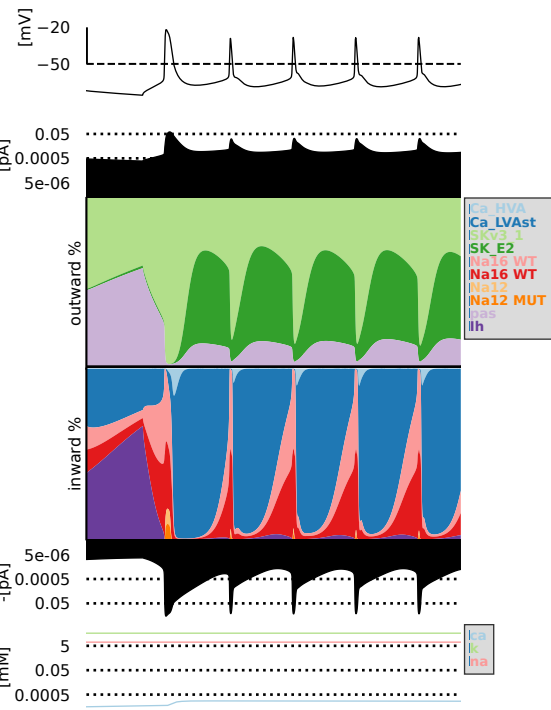 [mV]
−20
−50
[pA]
0.05
0.0005
5e-06
outward %
Ca_HVA
Ca_LVAst
SKv3_1
SK_E2
Na16 WT
Na16 WT
Na12
Na12 MUT
pas
Ih
inward %
-[pA]
5e-06
0.0005
0.05
[mM]
5
0.05
0.0005
ca
k
na